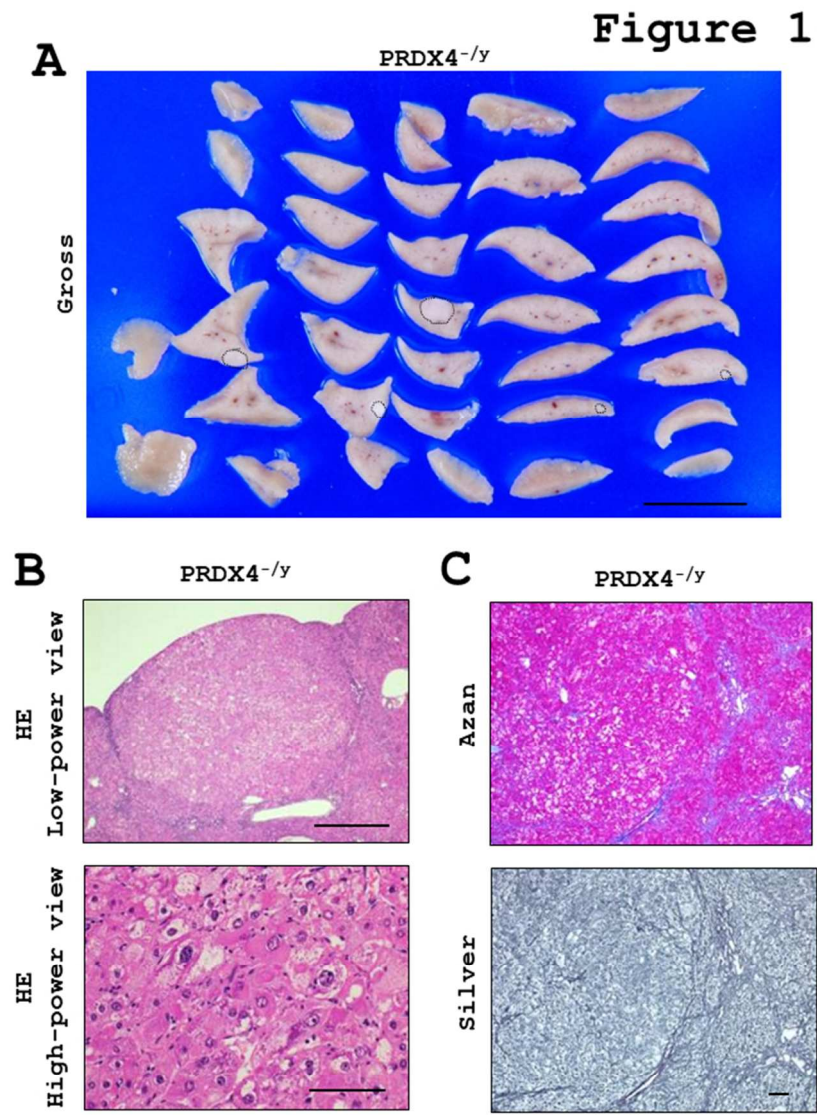 Figure 1
A
PRDX4-/y
Gross
B
PRDX4-/y
HE
Low-power view
HE
High-power view
C
PRDX4-/y
Azan
Silver